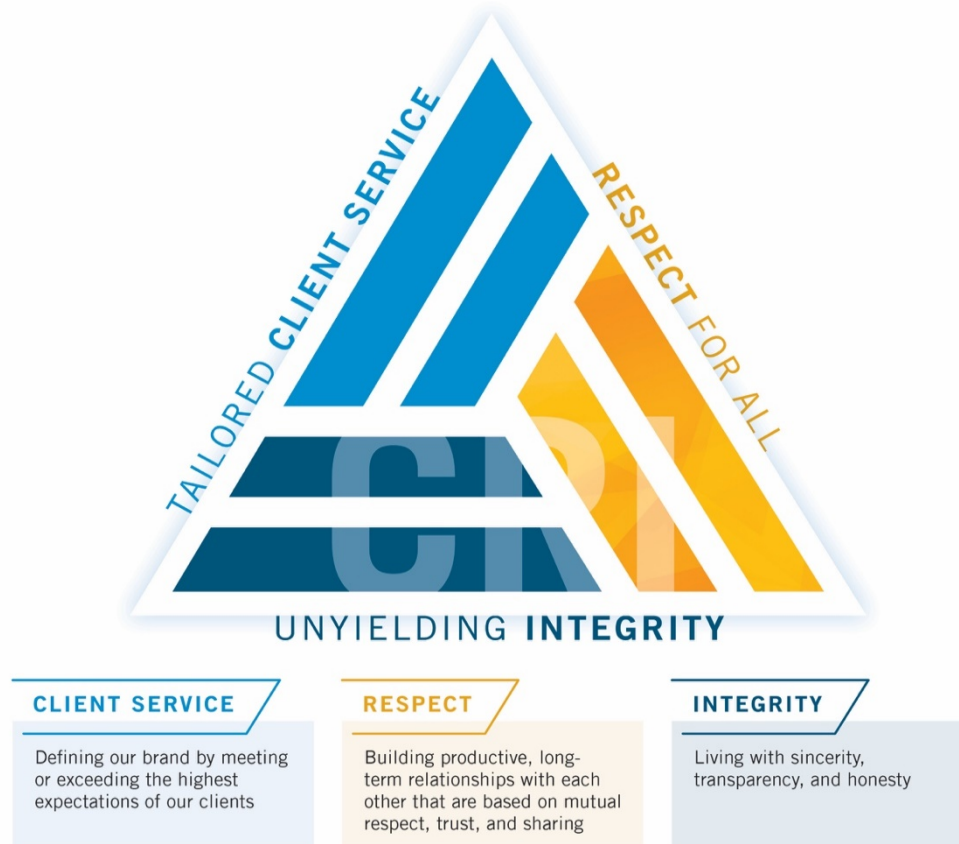 TAILORED CLIENT SERVICE
RESPECT FOR ALL
CRI
UNYIELDING INTEGRITY
CLIENT SERVICE
Defining our brand by meeting
or exceeding the highest
expectations of our clients
RESPECT
Building productive, long-
term relationships with each
other that are based on mutual
respect, trust, and sharing
INTEGRITY
Living with sincerity,
transparency, and honesty